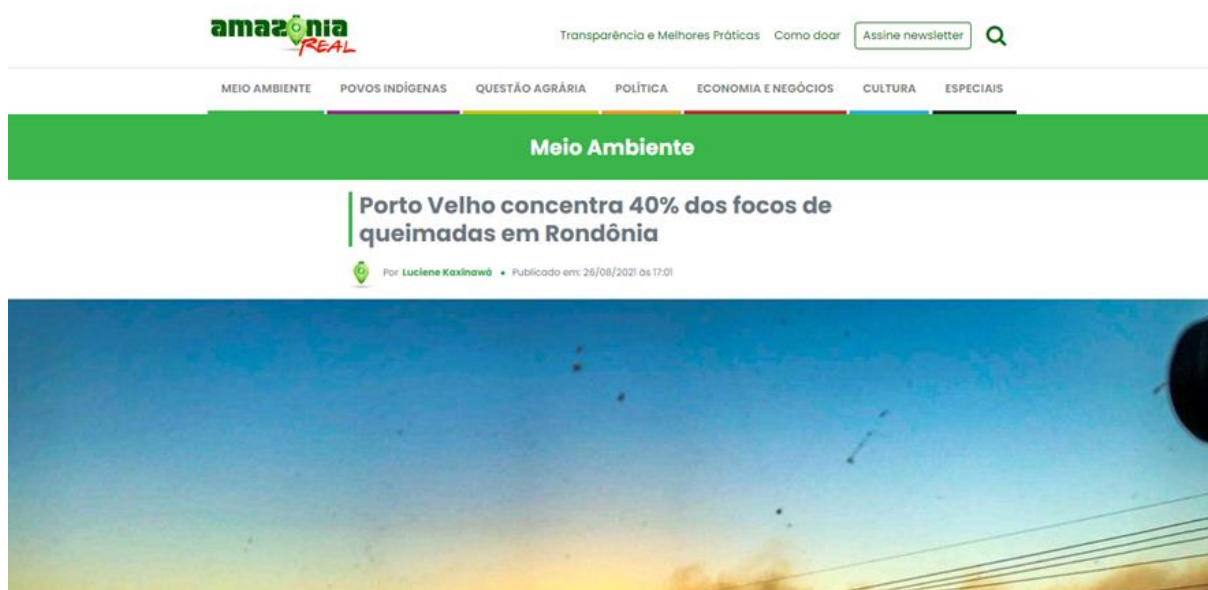 amazônia
REAL
Transparência e Melhores Práticas Como doar Assine newsletter
MEIO AMBIENTE POVOS INDÍGENAS QUESTÃO AGRÁRIA POLÍTICA ECONOMIA E NEGÓCIOS CULTURA ESPECIAIS
Meio Ambiente
Porto Velho concentra 40% dos focos de
queimadas em Rondônia
Por Luciene Kaxinawá • Publicado em: 26/08/2021 às 17:01